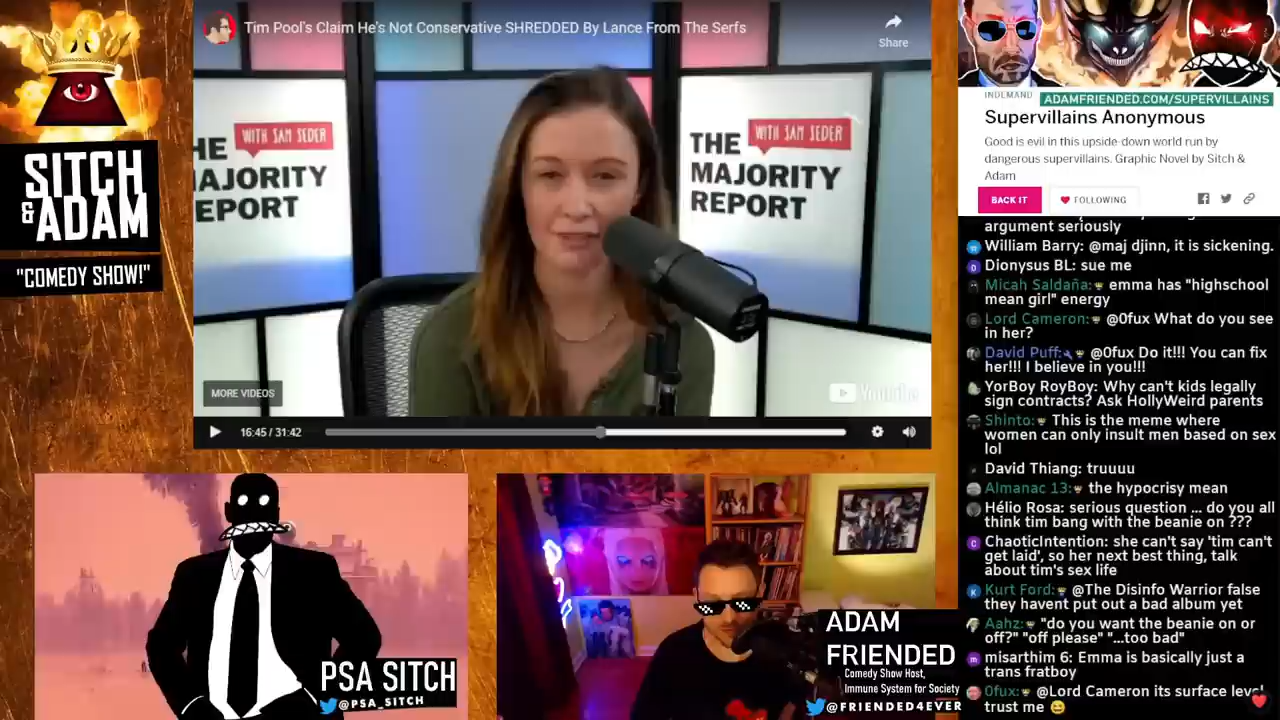 SITCH
& ADAM
"COMEDY SHOW!"
Tim Pool's Claim He's Not Conservative SHREDDED By Lance From The Serfs
Share
HE
WITH SAM SEDER
AJORITY
EPORT
THE
WITH SAM SEDER
MAJORITY
REPORT
MORE VIDEOS
YouTube
16:45 / 31:42
PSA SITCH
@PSA_SITCH
ADAM
FRIENDED
Comedy Show Host,
Immune System for Society
@FRIENDED4EVER
INDEMAND
ADAMFRIENDED.COM/SUPERVILLAINS
Supervillains Anonymous
Good is evil in this upside-down world run by
dangerous supervillains. Graphic Novel by Sitch &
Adam
BACK IT
FOLLOWING
argument seriously
William Barry: @maj djinn, it is sickening.
Dionysus BL: sue me
Micah Saldaña: emma has "highschool
mean girl" energy
Lord Cameron: @0fux What do you see
in her?
David Puff: @0fux Do it!!! You can fix
her!!! I believe in you!!!
YorBoy RoyBoy: Why can't kids legally
sign contracts? Ask HollyWeird parents
Shinto: This is the meme where
women can only insult men based on sex
lol
David Thiang: truuuu
Almanac 13: the hypocrisy mean
Hélio Rosa: serious question ... do you all
think tim bang with the beanie on ???
ChaoticIntention: she can't say 'tim can't
get laid', so her next best thing, talk
about tim's sex life
Kurt Ford: @The Disinfo Warrior false
they havent put out a bad album yet
Aahz: "do you want the beanie on or
off?" "off please" "...too bad"
misarthim 6: Emma is basically just a
trans fratboy
0fux: @Lord Cameron its surface level
trust me